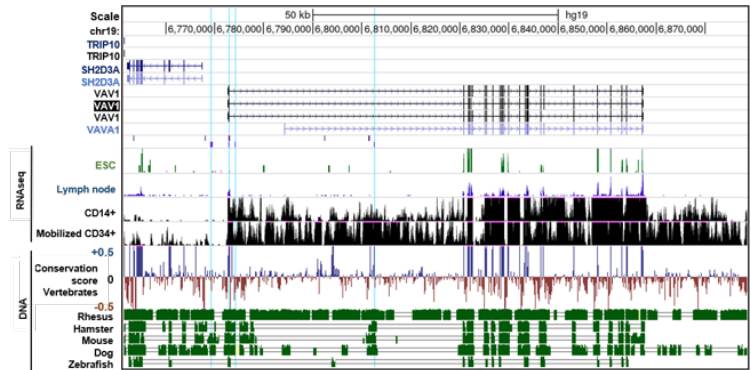 Scale 50 kb hg19
chr19: 6,770,000 6,780,000 6,790,000 6,800,000 6,810,000 6,820,000 6,830,000 6,840,000 6,850,000 6,860,000 6,870,000
TRIP10
TRIP10
SH2D3A
SH2D3A
VAV1
VAV1
VAV1
VAVA1
RNAseq
ESC
Lymph node
CD14+
Mobilized CD34+
DNA
+0.5
Conservation
score 0
Vertebrates
-0.5
Rhesus
Hamster
Mouse
Dog
Zebrafish